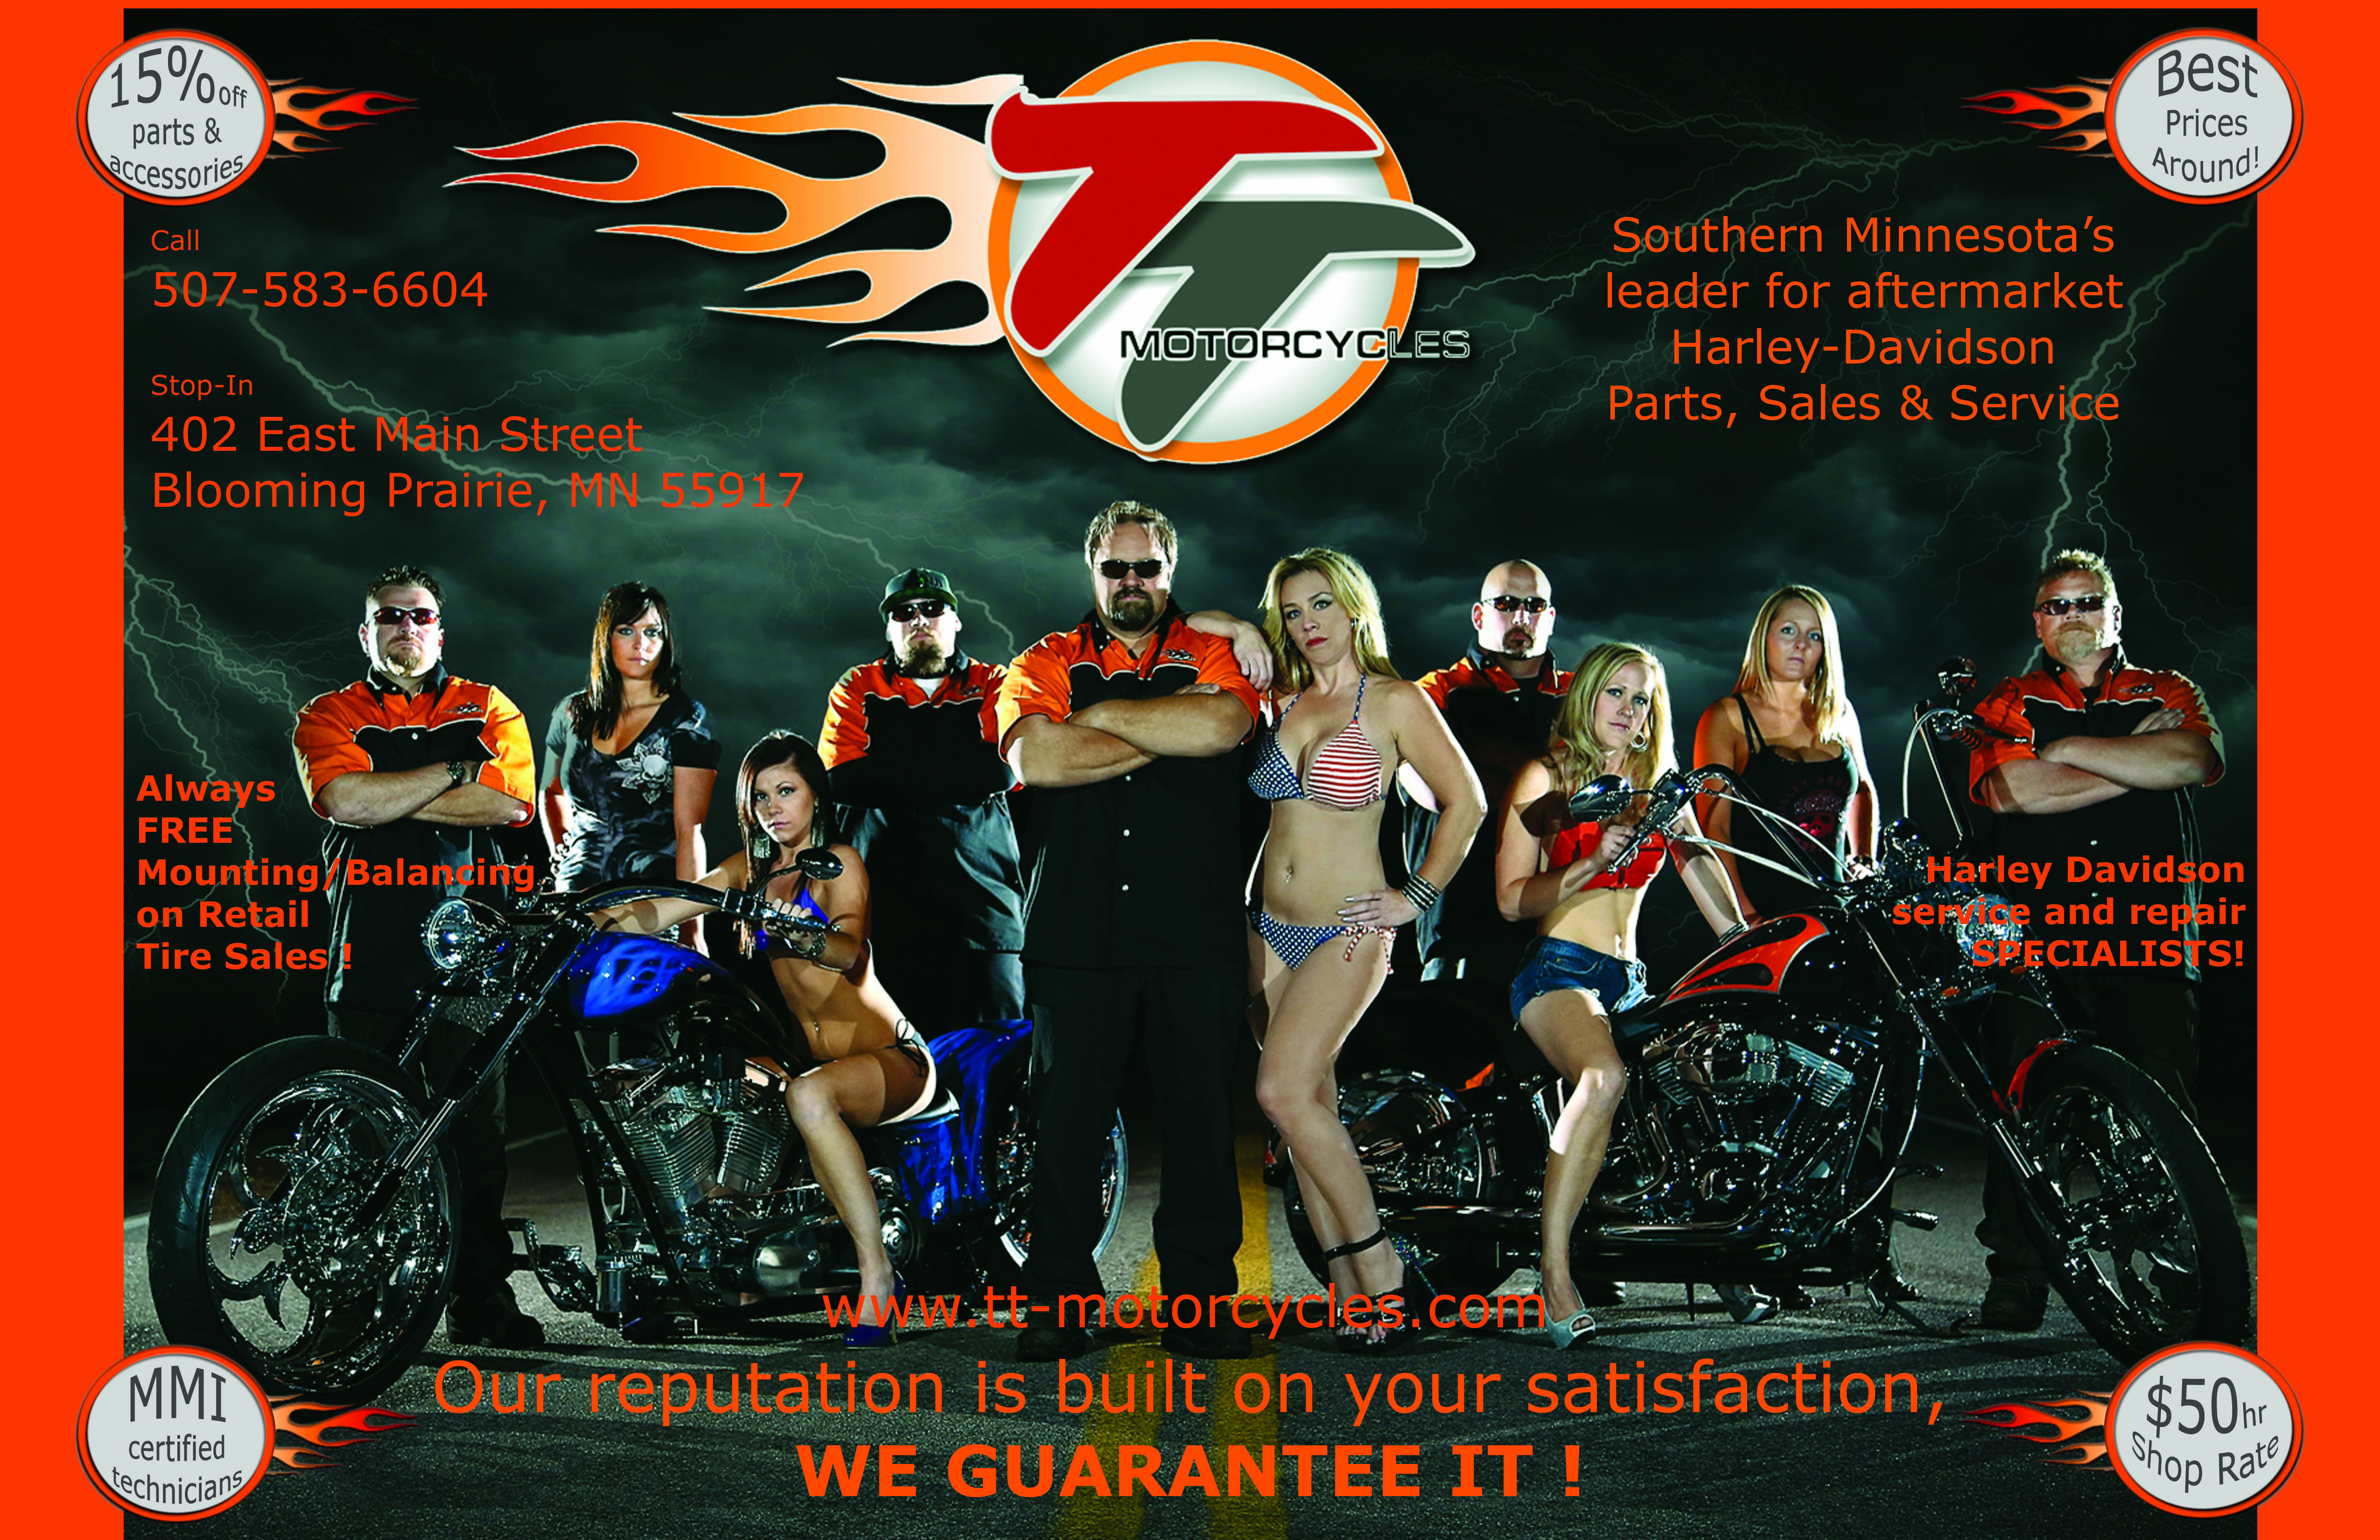 15% off
parts &
accessories
Best
Prices
Around!
TT
MOTORCYCLES
Call
507-583-6604
Stop-In
402 East Main Street
Blooming Prairie, MN 55917
Southern Minnesota’s
leader for aftermarket
Harley-Davidson
Parts, Sales & Service
Always
FREE
Mounting/Balancing
on Retail
Tire Sales !
Harley Davidson
service and repair
SPECIALISTS!
www.tt-motorcycles.com
Our reputation is built on your satisfaction,
WE GUARANTEE IT !
MMI
certified
technicians
$50hr
Shop Rate